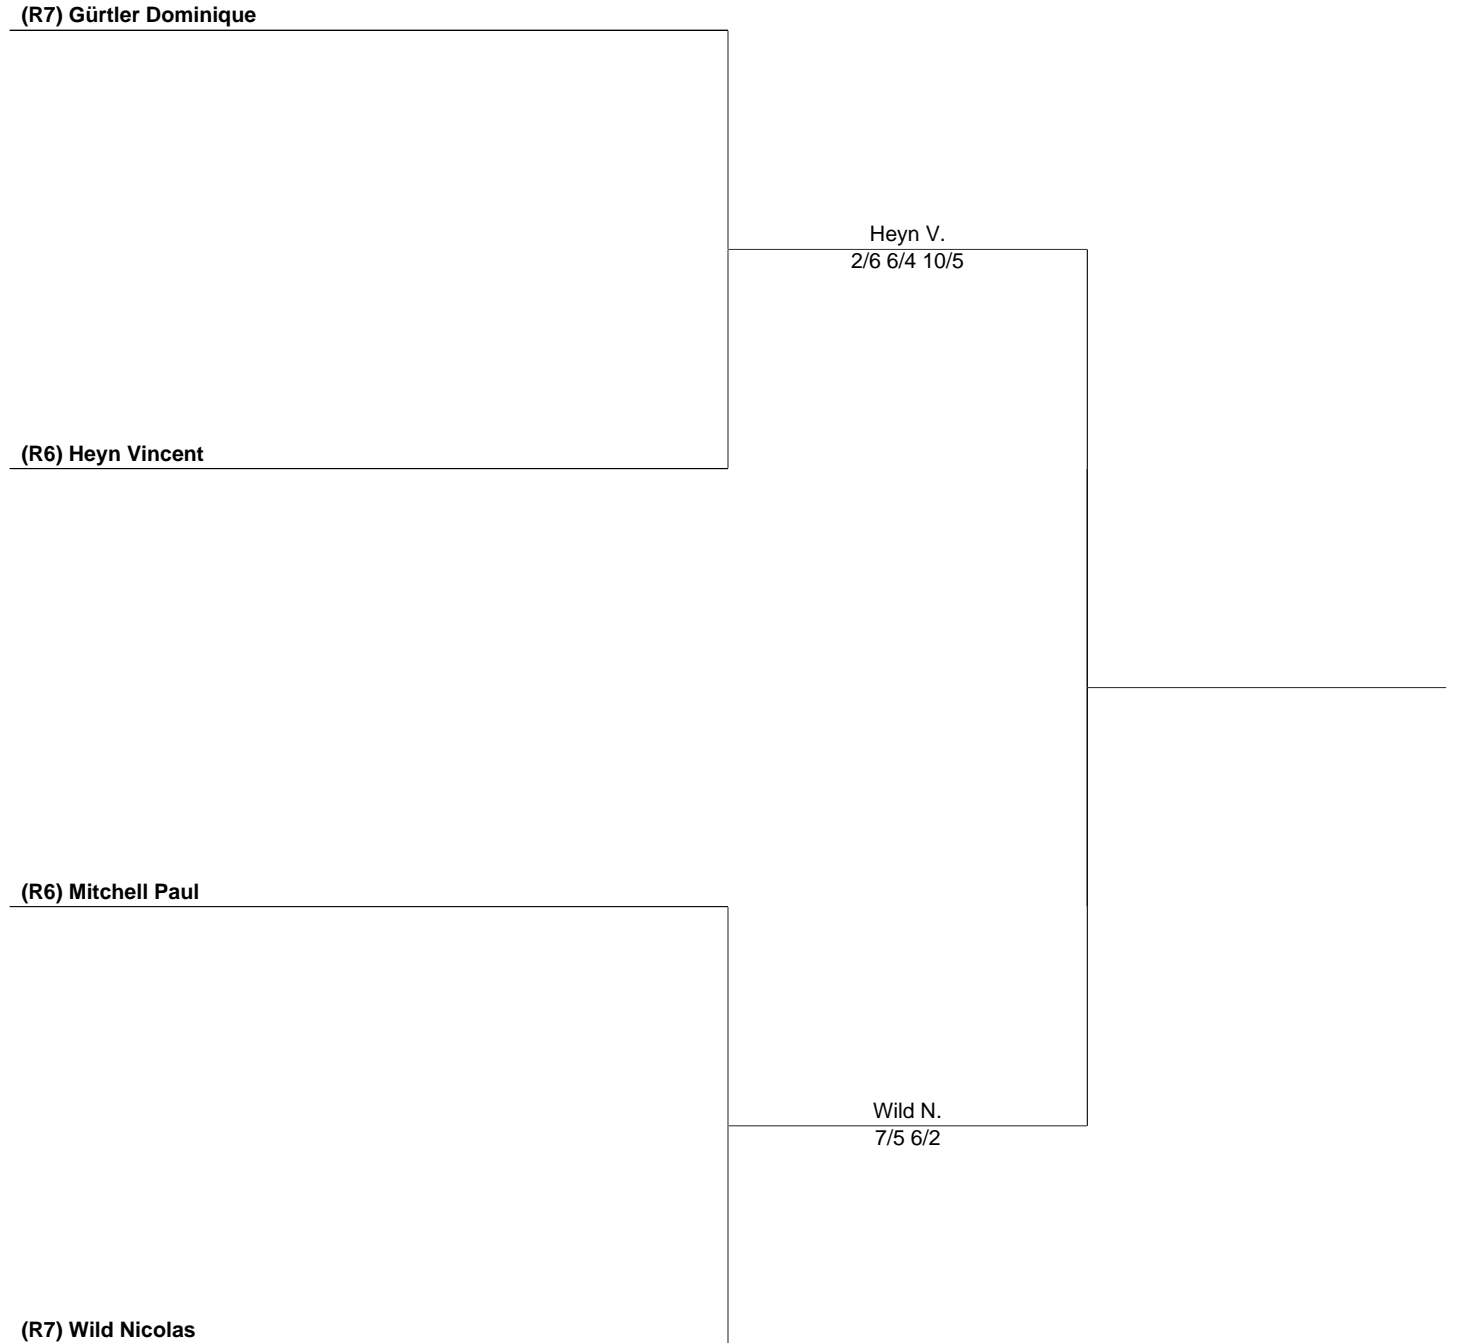 (R7) Gürtler Dominique
Heyn V.
2/6 6/4 10/5
(R6) Heyn Vincent
(R6) Mitchell Paul
Wild N.
7/5 6/2
(R7) Wild Nicolas